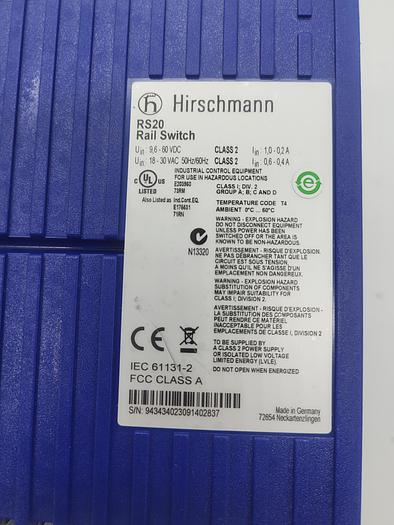 Hirschmann
RS20
Rail Switch
Uin: 9,6 - 60 VDC CLASS 2 Iin: 1,0 - 0,2 A
Uin: 18 - 30 VAC 50Hz/60Hz CLASS 2 Iin: 0,6 - 0,4 A
INDUSTRIAL CONTROL EQUIPMENT
FOR USE IN HAZARDOUS LOCATIONS
c UL US
LISTED
E203960
72RM
CLASS I; DIV. 2
GROUP A; B; C AND D
Also Listed as Ind.Cont.EQ.
E175531
71RN
TEMPERATURE CODE T4
AMBIENT 0°C ... 60°C
WARNING - EXPLOSION HAZARD
DO NOT DISCONNECT EQUIPMENT
UNLESS POWER HAS BEEN
SWITCHED OFF OR THE AREA IS
KNOWN TO BE NON-HAZARDOUS.
N13320
AVERTISSEMENT - RISQUE D'EXPLOSION.
NE PAS DÉBRANCHER TANT QUE LE
CIRCUIT EST SOUS TENSION,
A MOINS QU'IL NE S'AGISSE D'UN
EMPLACEMENT NON DANGEREUX.
WARNING - EXPLOSION HAZARD
SUBSTITUTION OF COMPONENTS
MAY IMPAIR SUITABILITY FOR
CLASS I; DIVISION 2.
AVERTISSEMENT - RISQUE D'EXPLOSION -
LA SUBSTITUTION DES COMPOSANTS
PEUT RENDRE CE MATÉRIEL
INACCEPTABLE POUR LES
EMPLACEMENTS DE CLASSE I, DIVISION 2
TO BE SUPPLIED BY
A CLASS 2 POWER SUPPLY
OR ISOLATED LOW VOLTAGE
LIMITED ENERGY (LVLE).
DO NOT OPEN WHEN ENERGIZED
CE
IEC 61131-2
FCC CLASS A
S/N: 943434023091402837
Made in Germany
72654 Neckartenzlingen